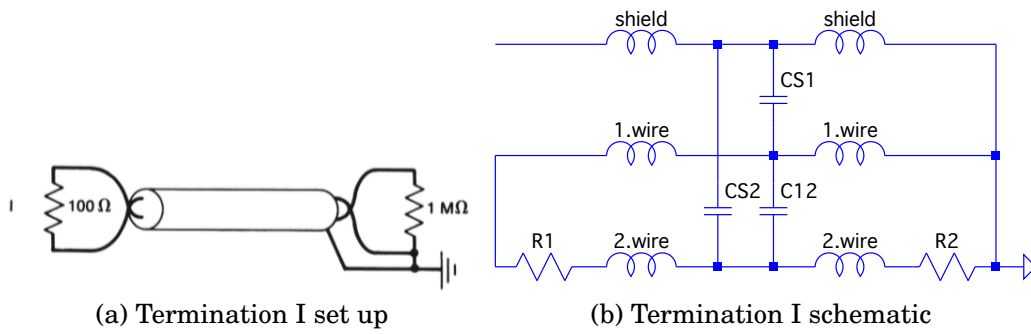 shield
shield
CS1
1.wire
1.wire
I
100 Ω
1 MΩ
CS2
C12
R1
2.wire
2.wire
R2
(a) Termination I set up
(b) Termination I schematic